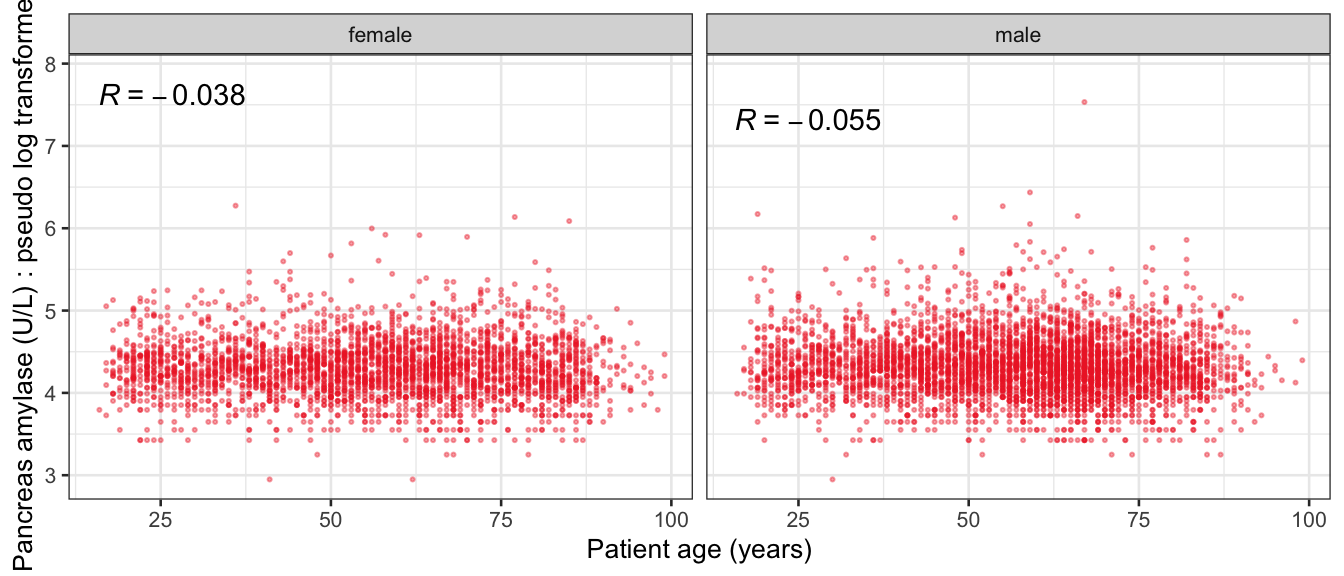 female
male
Pancreas amylase (U/L) : pseudo log transforme
8
7
6
5
4
3
R = −0.038
R = −0.055
25
50
75
100
25
50
75
100
Patient age (years)